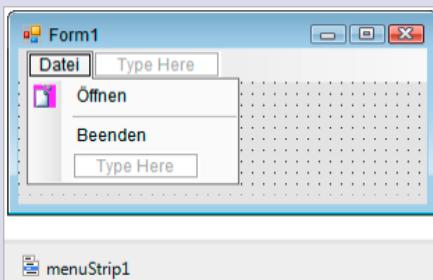 Form1
Datei Type Here
Öffnen
Beenden
Type Here
menuStrip1